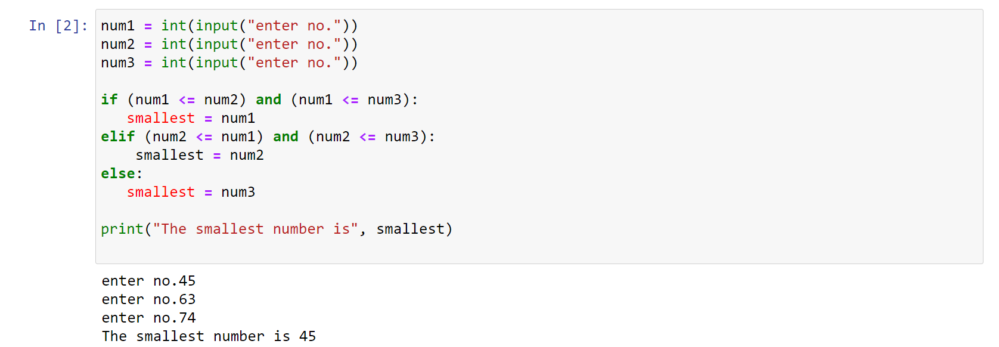 In [2]: num1 = int(input("enter no."))
num2 = int(input("enter no."))
num3 = int(input("enter no."))

if (num1 <= num2) and (num1 <= num3):
   smallest = num1
elif (num2 <= num1) and (num2 <= num3):
    smallest = num2
else:
   smallest = num3

print("The smallest number is", smallest)

enter no.45
enter no.63
enter no.74
The smallest number is 45